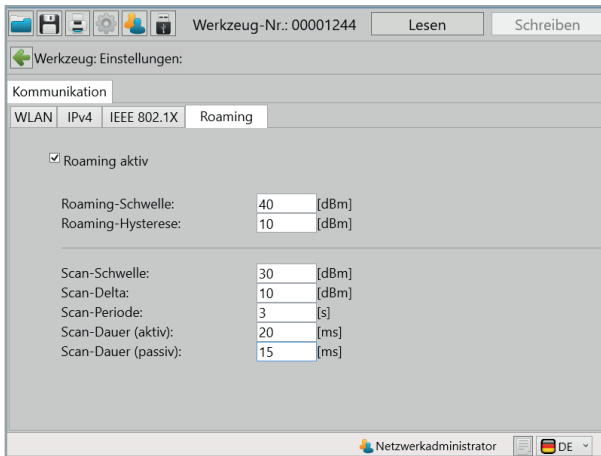 Werkzeug-Nr.: 00001244 Lesen Schreiben
Werkzeug: Einstellungen:
Kommunikation
WLAN IPv4 IEEE 802.1X Roaming
Roaming aktiv
Roaming-Schwelle: 40 [dBm]
Roaming-Hysterese: 10 [dBm]
Scan-Schwelle: 30 [dBm]
Scan-Delta: 10 [dBm]
Scan-Periode: 3 [s]
Scan-Dauer (aktiv): 20 [ms]
Scan-Dauer (passiv): 15 [ms]
Netzwerkadministrator DE